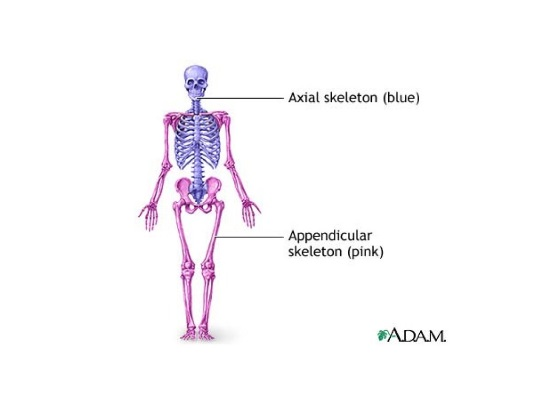 Axial skeleton (blue)
Appendicular
skeleton (pink)
A.D.A.M.